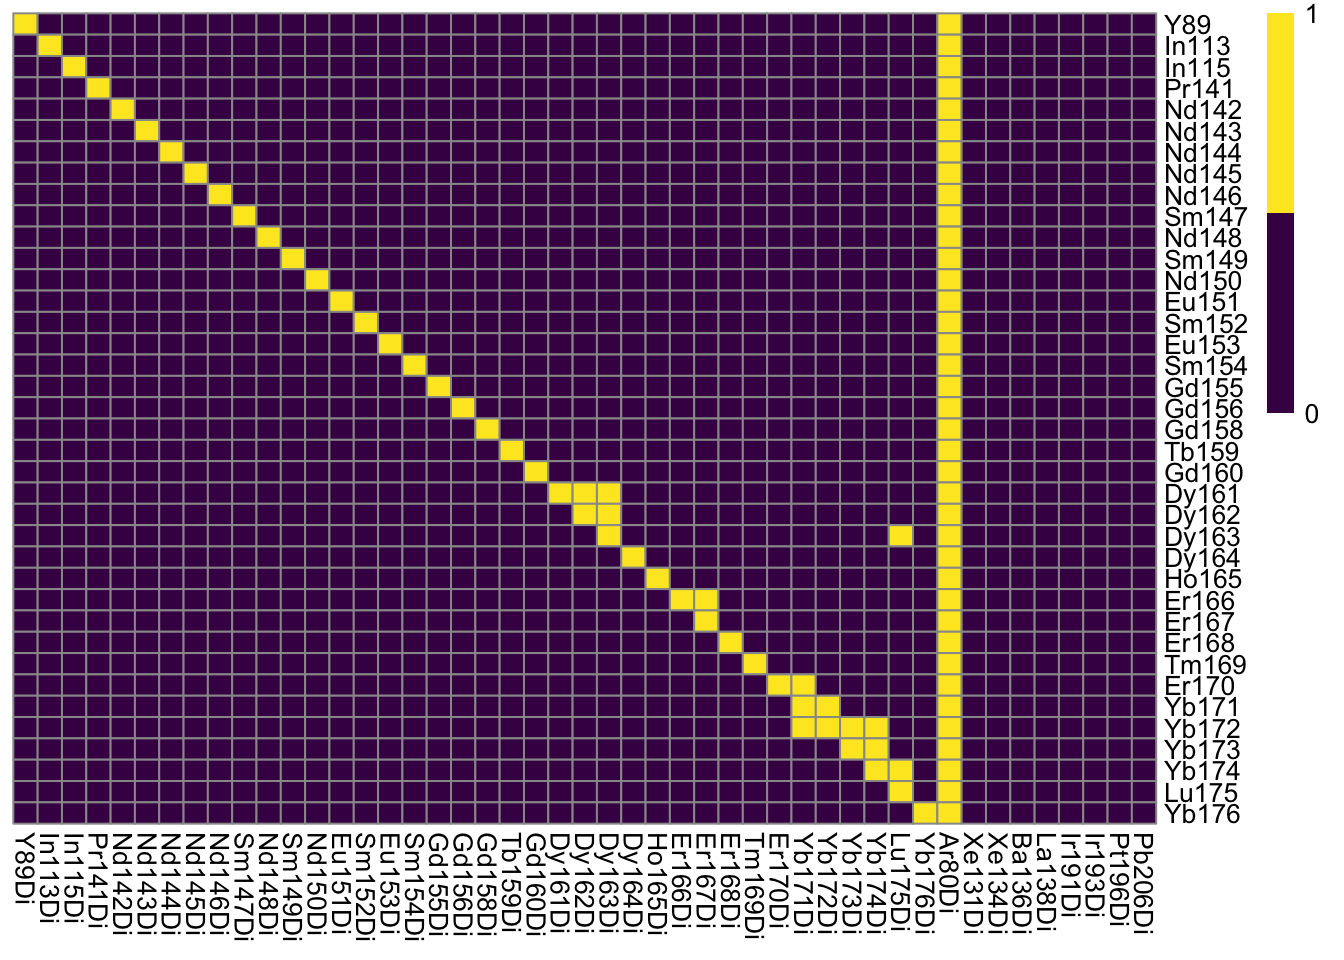 Y89
In113
In115
Pr141
Nd142
Nd143
Nd144
Nd145
Nd146
Sm147
Nd148
Sm149
Nd150
Eu151
Sm152
Eu153
Sm154
Gd155
Gd156
Gd158
Tb159
Gd160
Dy161
Dy162
Dy163
Dy164
Ho165
Er166
Er167
Er168
Tm169
Er170
Yb171
Yb172
Yb173
Yb174
Lu175
Yb176
1
0
Y89Di
In113Di
In115Di
Pr141Di
Nd142Di
Nd143Di
Nd144Di
Nd145Di
Nd146Di
Sm147Di
Nd148Di
Sm149Di
Nd150Di
Eu151Di
Sm152Di
Eu153Di
Sm154Di
Gd155Di
Gd156Di
Gd158Di
Tb159Di
Gd160Di
Dy161Di
Dy162Di
Dy163Di
Dy164Di
Ho165Di
Er166Di
Er167Di
Er168Di
Tm169Di
Er170Di
Yb171Di
Yb172Di
Yb173Di
Yb174Di
Lu175Di
Yb176Di
Ar80Di
Xe131Di
Xe134Di
Ba136Di
La138Di
Ir191Di
Ir193Di
Pt196Di
Pb206Di